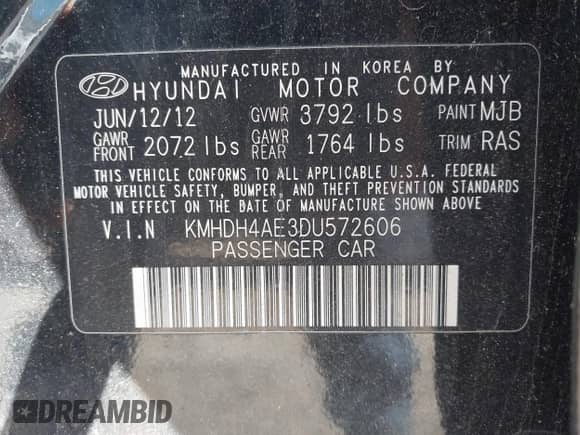 MANUFACTURED IN KOREA BY
HYUNDAI MOTOR COMPANY
JUN/12/12 GVWR 3792 lbs PAINT MJB
GAWR FRONT 2072 lbs GAWR REAR 1764 lbs TRIM RAS
THIS VEHICLE CONFORMS TO ALL APPLICABLE U.S.A. FEDERAL
MOTOR VEHICLE SAFETY, BUMPER, AND THEFT PREVENTION STANDARDS
IN EFFECT ON THE DATE OF MANUFACTURE SHOWN ABOVE
V.I.N KMHDH4AE3DU572606
PASSENGER CAR
DREAMBID